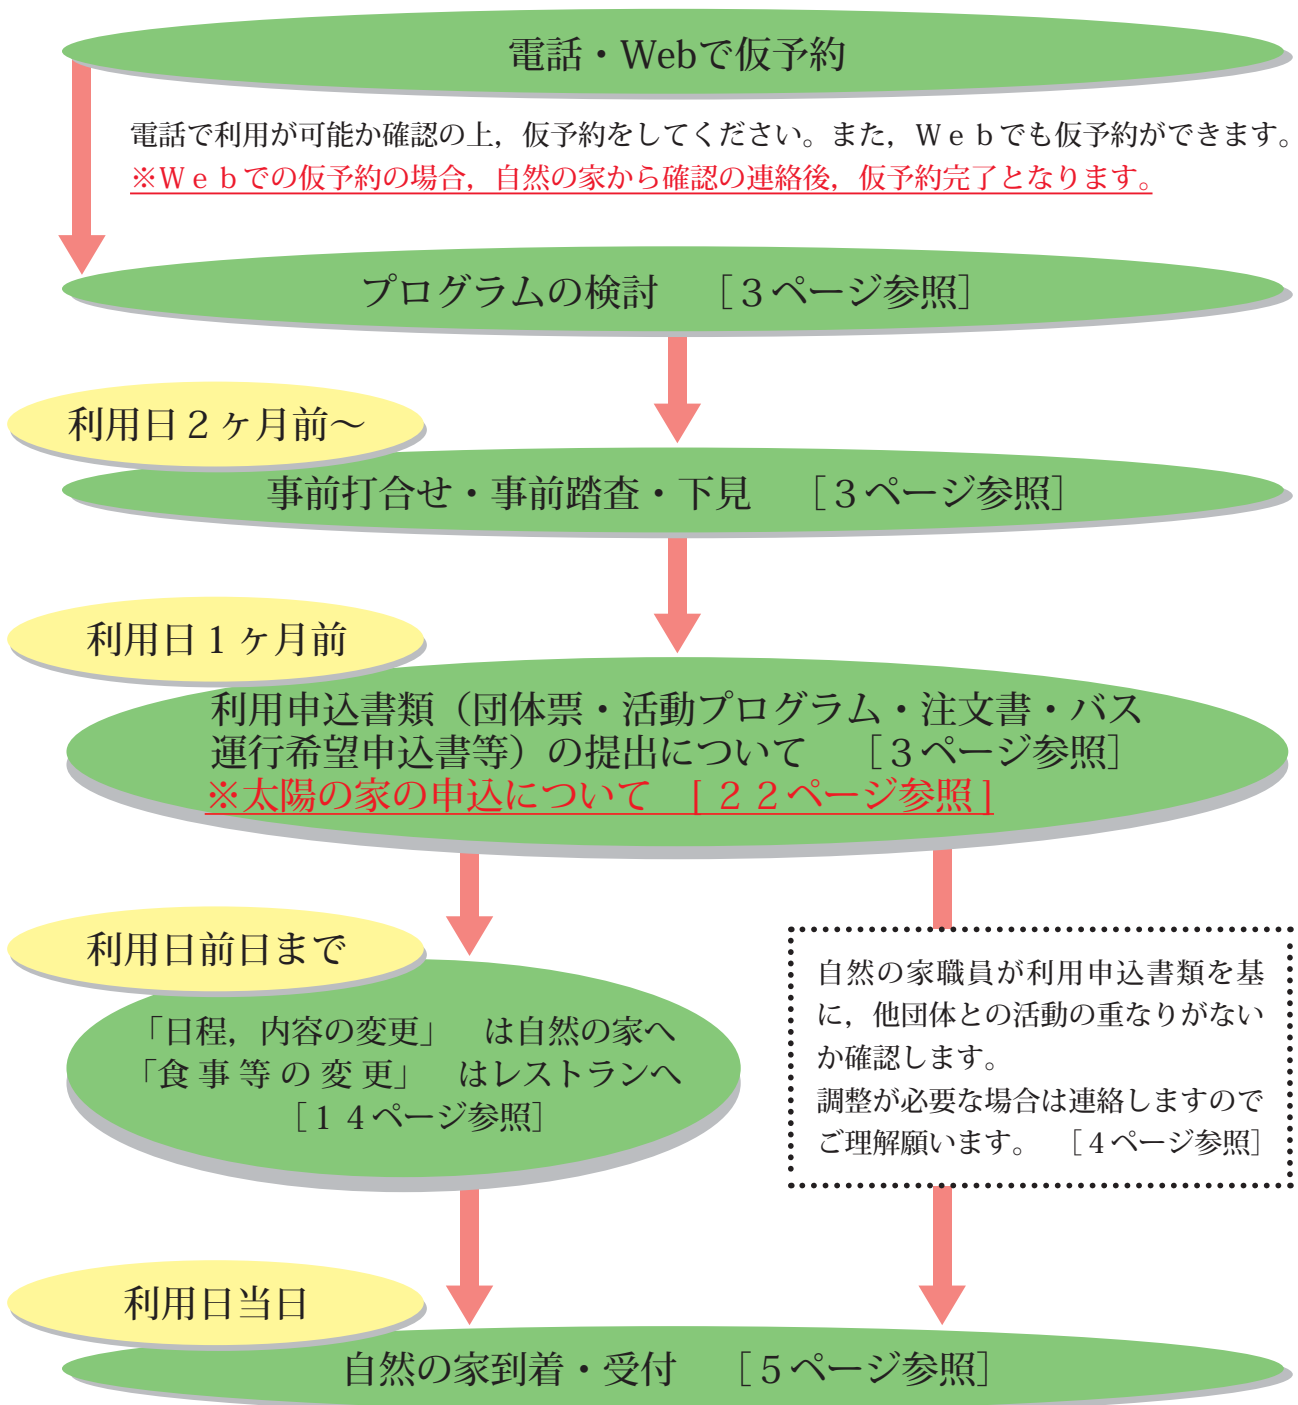 電話・Webで仮予約
電話で利用が可能か確認の上，仮予約をしてください。また，Ｗｅｂでも仮予約ができます。
※Ｗｅｂでの仮予約の場合，自然の家から確認の連絡後，仮予約完了となります。
プログラムの検討　［３ページ参照］
利用日２ヶ月前～
事前打合せ・事前踏査・下見　［３ページ参照］
利用日１ヶ月前
利用申込書類（団体票・活動プログラム・注文書・バス
運行希望申込書等）の提出について　［３ページ参照］
※太陽の家の申込について　［２２ページ参照］
利用日前日まで
「日程，内容の変更」　は自然の家へ
「食事等の変更」　はレストランへ
［１４ページ参照］
自然の家職員が利用申込書類を基
に，他団体との活動の重なりがない
か確認します。
調整が必要な場合は連絡しますので
ご理解願います。　［４ページ参照］
利用日当日
自然の家到着・受付　［５ページ参照］